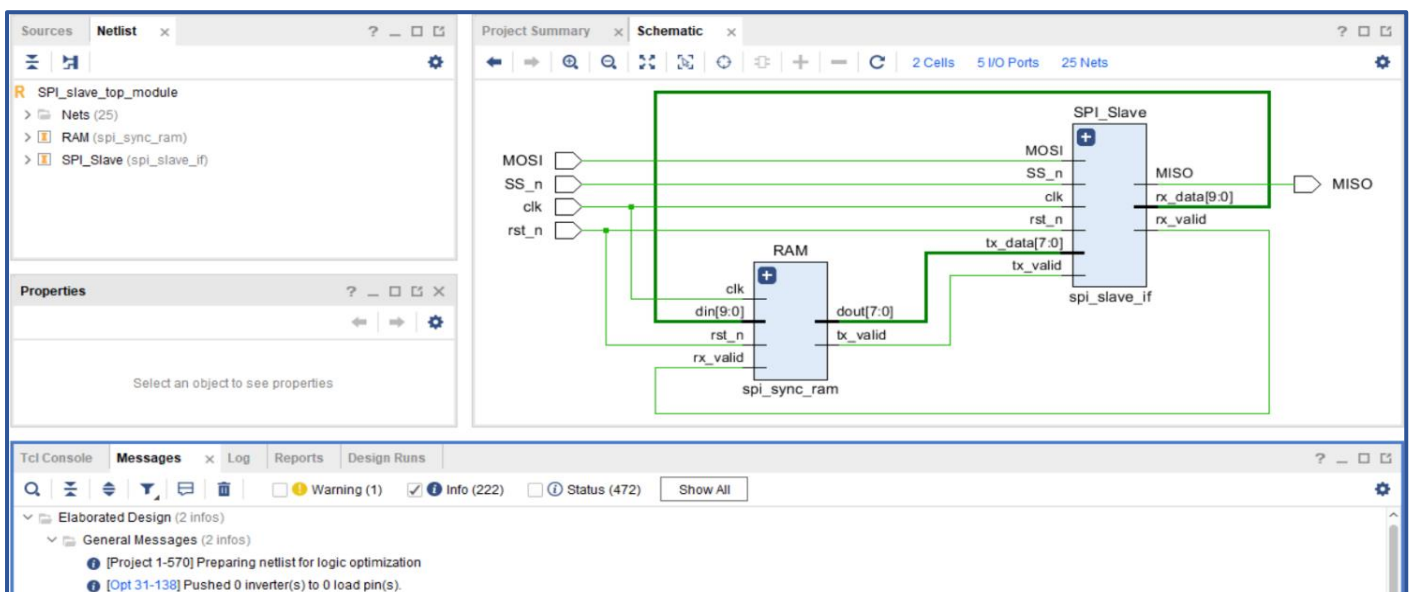 Sources Netlist × ? _
SPI_slave_top_module
Nets (25)
RAM (spi_sync_ram)
SPI_Slave (spi_slave_if)
Properties ? _ ×
Select an object to see properties
Project Summary × Schematic × ?
2 Cells 5 I/O Ports 25 Nets
SPI_Slave
MOSI
SS_n
clk
rst_n
MOSI
SS_n
clk
rst_n
tx_data[7:0]
tx_valid
MISO
rx_data[9:0]
rx_valid
MISO
spi_slave_if
RAM
clk
din[9:0]
rst_n
rx_valid
dout[7:0]
tx_valid
spi_sync_ram
Tcl Console Messages × Log Reports Design Runs ? _
Warning (1) Info (222) Status (472) Show All
Elaborated Design (2 infos)
General Messages (2 infos)
[Project 1-570] Preparing netlist for logic optimization
[Opt 31-138] Pushed 0 inverter(s) to 0 load pin(s).